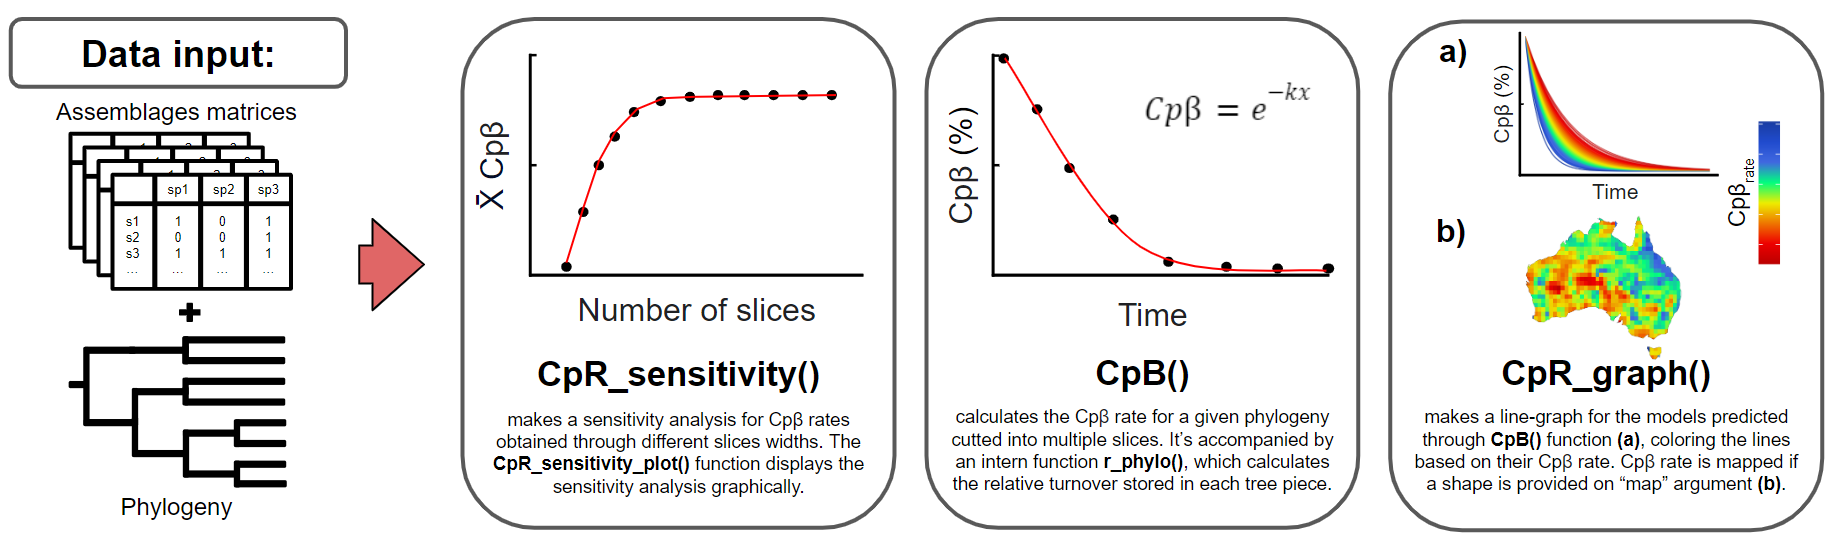 Data input:
Assemblages matrices
sp1 sp2 sp3
s1 1 0 1
s2 0 0 1
s3 1 1 1
... ... ... ...
+
Phylogeny
X̄ Cpβ
Number of slices
CpR_sensitivity()
makes a sensitivity analysis for Cpβ rates
obtained through different slices widths. The
CpR_sensitivity_plot() function displays the
sensitivity analysis graphically.
Cpβ (%)
Cpβ = e^-kx
Time
CpB()
calculates the Cpβ rate for a given phylogeny
cutted into multiple slices. It's accompanied by
an intern function r_phylo(), which calculates
the relative turnover stored in each tree piece.
a)
Cpβ (%)
Time
Cpβrate
b)
CpR_graph()
makes a line-graph for the models predicted
through CpB() function (a), coloring the lines
based on their Cpβ rate. Cpβ rate is mapped if
a shape is provided on “map” argument (b).